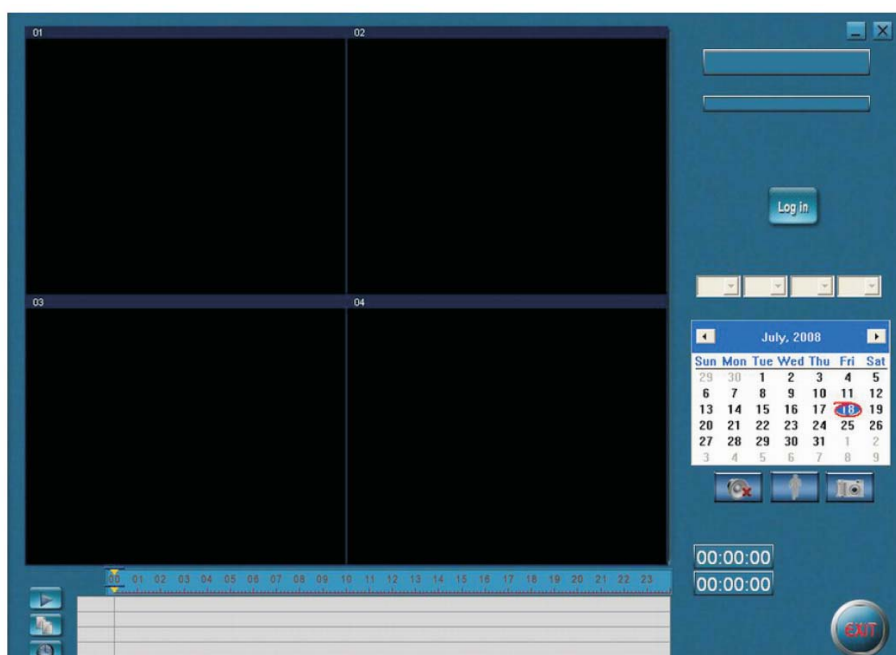 01 02
Log in
03 04
July, 2008
Sun Mon Tue Wed Thu Fri Sat
29 30 1 2 3 4 5
6 7 8 9 10 11 12
13 14 15 16 17 18 19
20 21 22 23 24 25 26
27 28 29 30 31 1 2
3 4 5 6 7 8 9
00:00:00
00:00:00
00 01 02 03 04 05 06 07 08 09 10 11 12 13 14 15 16 17 18 19 20 21 22 23
EXIT